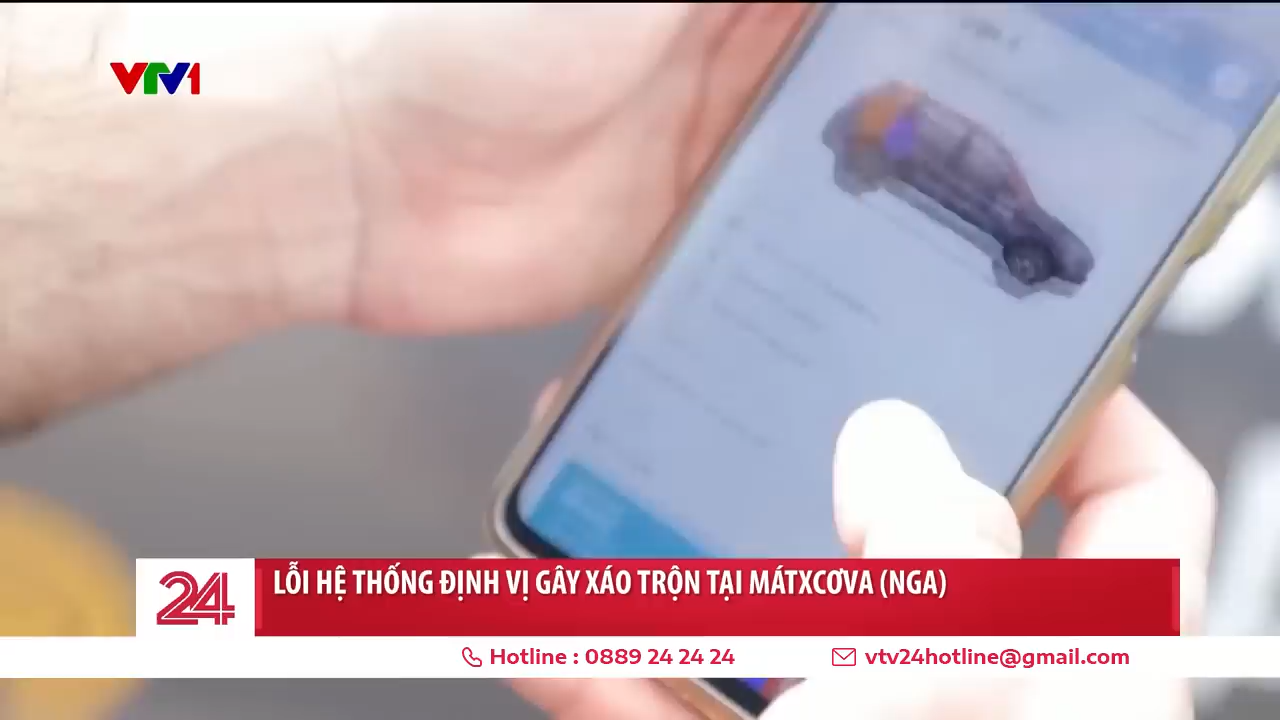 VTV1
24
LỖI HỆ THỐNG ĐỊNH VỊ GÂY XÁO TRỘN TẠI MÁTXCƠVA (NGA)
Hotline : 0889 24 24 24
vtv24hotline@gmail.com